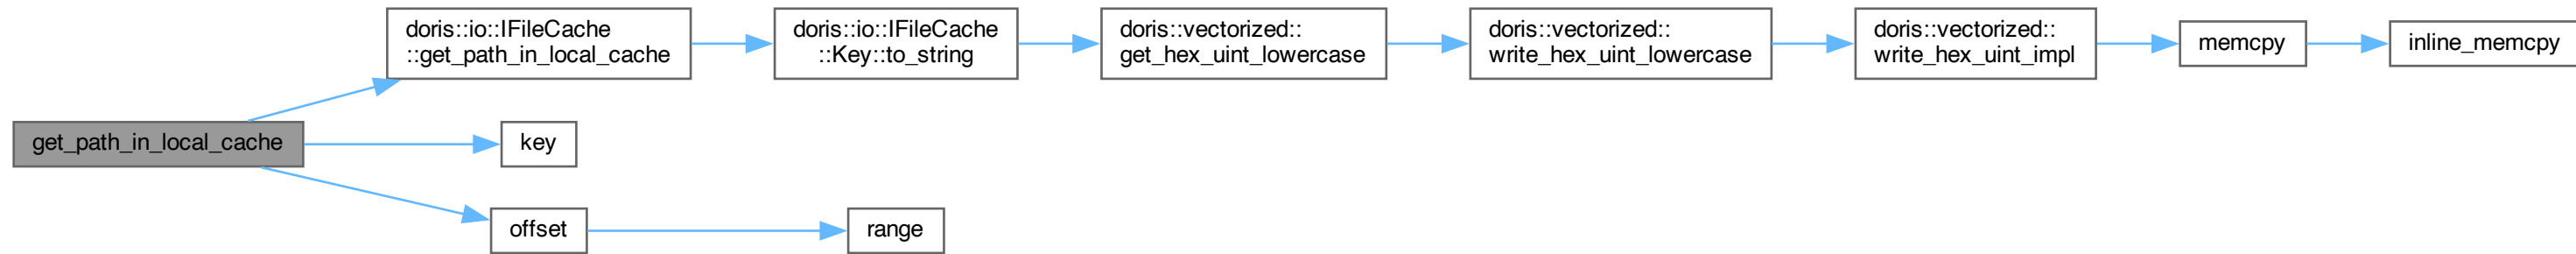 doris::io::IFileCache
::get_path_in_local_cache
doris::io::IFileCache
::Key::to_string
doris::vectorized::
get_hex_uint_lowercase
doris::vectorized::
write_hex_uint_lowercase
doris::vectorized::
write_hex_uint_impl
memcpy
inline_memcpy
get_path_in_local_cache
key
offset
range